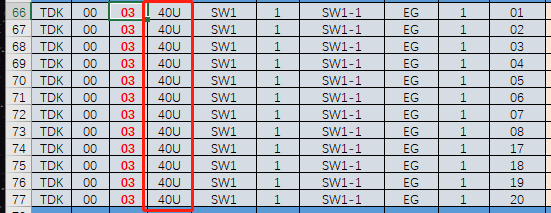 66 TDK 00 03 40U SW1 1 SW1-1 EG 1 01
67 TDK 00 03 40U SW1 1 SW1-1 EG 1 02
68 TDK 00 03 40U SW1 1 SW1-1 EG 1 03
69 TDK 00 03 40U SW1 1 SW1-1 EG 1 04
70 TDK 00 03 40U SW1 1 SW1-1 EG 1 05
71 TDK 00 03 40U SW1 1 SW1-1 EG 1 06
72 TDK 00 03 40U SW1 1 SW1-1 EG 1 07
73 TDK 00 03 40U SW1 1 SW1-1 EG 1 08
74 TDK 00 03 40U SW1 1 SW1-1 EG 1 17
75 TDK 00 03 40U SW1 1 SW1-1 EG 1 18
76 TDK 00 03 40U SW1 1 SW1-1 EG 1 19
77 TDK 00 03 40U SW1 1 SW1-1 EG 1 20